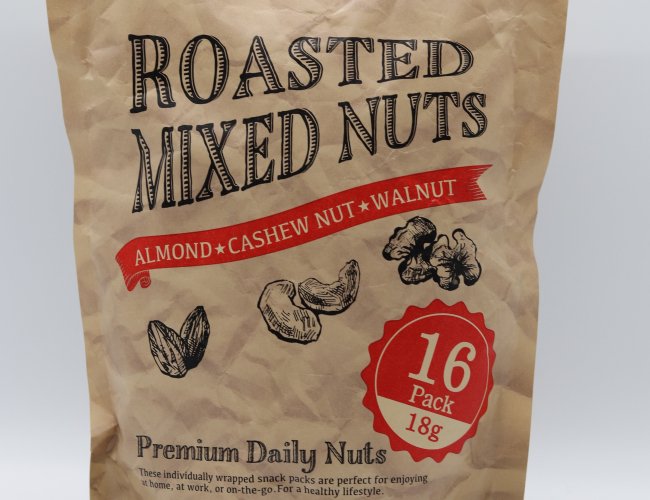 ROASTED
MIXED NUTS
ALMOND★CASHEW NUT★WALNUT
16
Pack
18g
Premium Daily Nuts
These individually wrapped snack packs are perfect for enjoying
at home, at work, or on-the-go. For a healthy lifestyle.